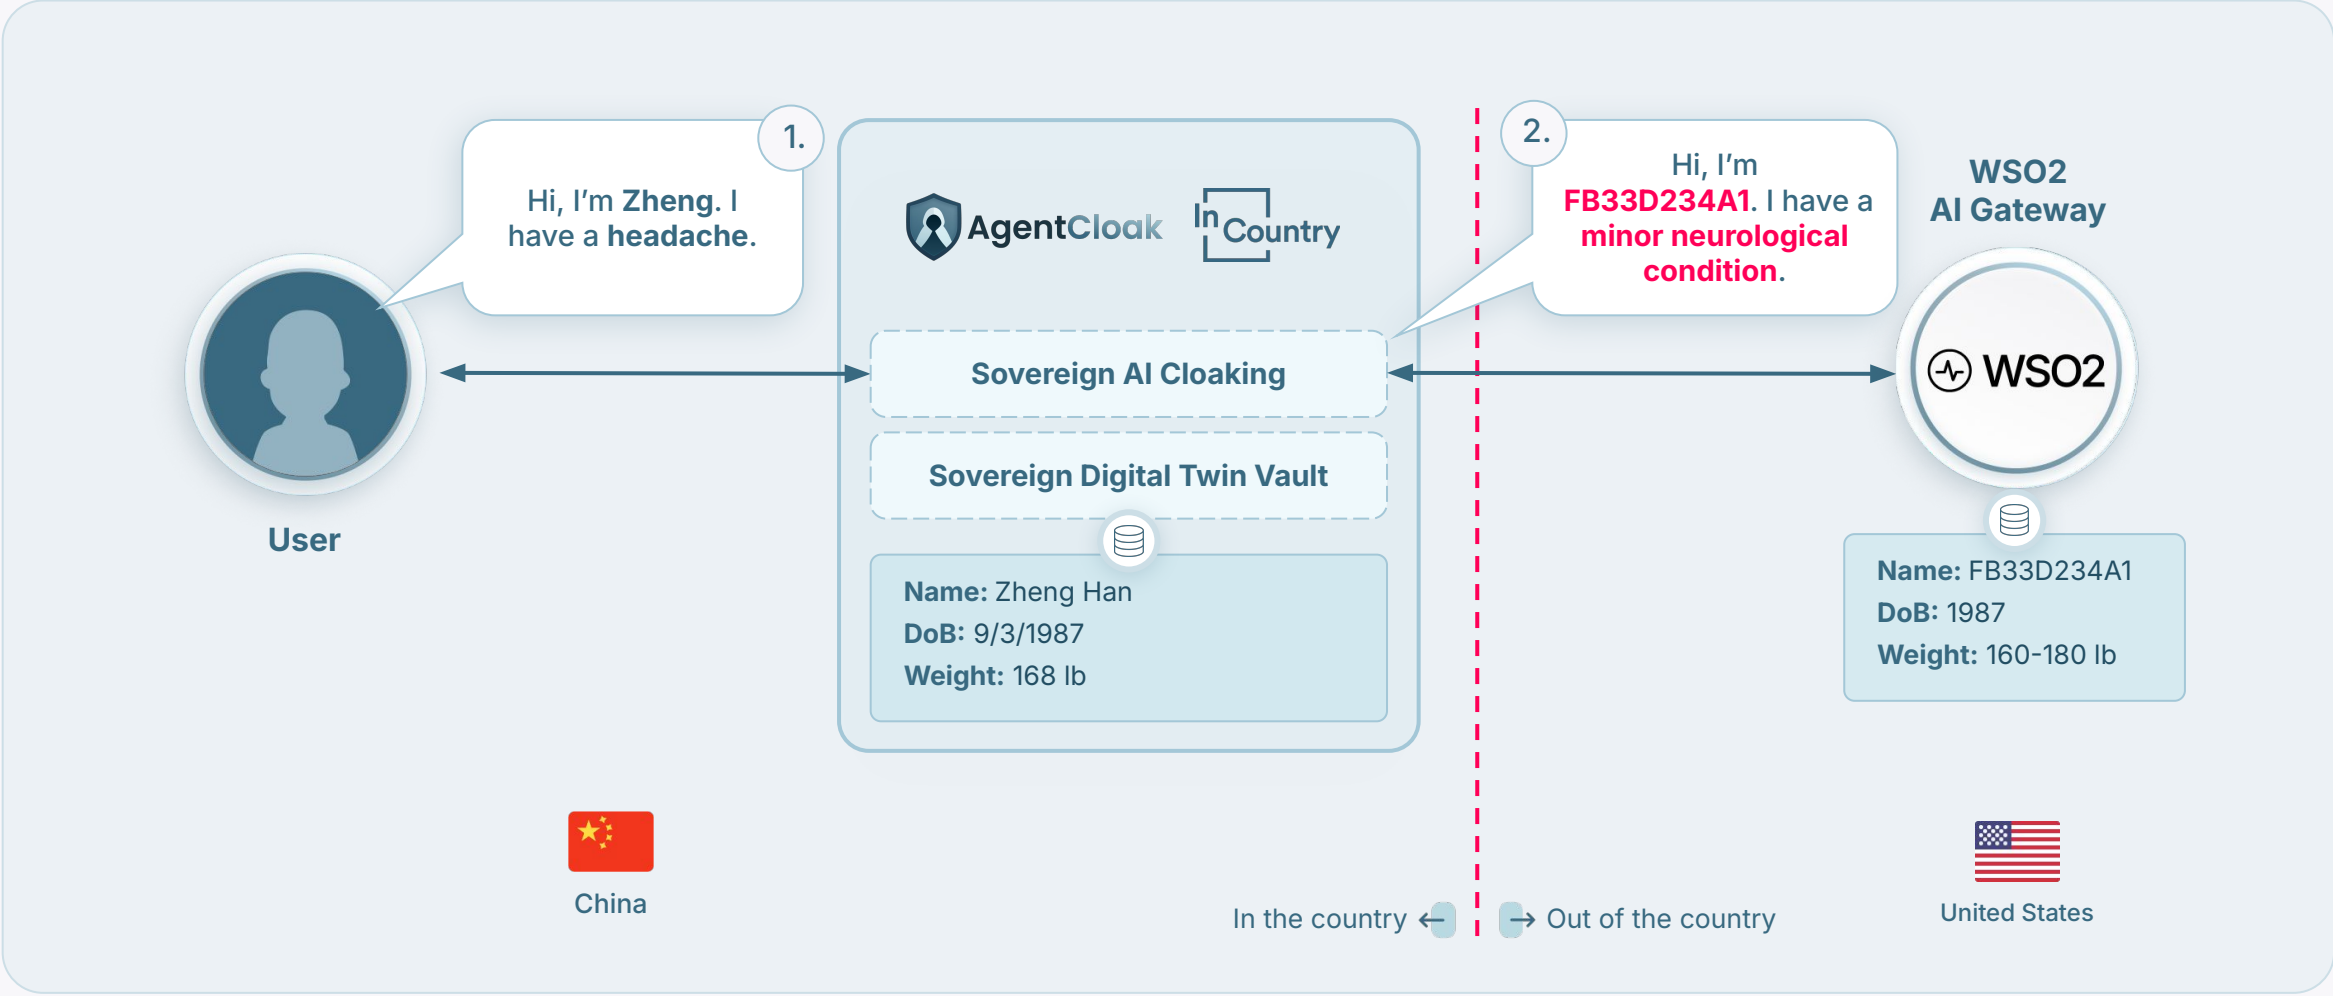 1.
Hi, I’m Zheng. I
have a headache.
User
AgentCloak
In
Country
Sovereign AI Cloaking
Sovereign Digital Twin Vault
Name: Zheng Han
DoB: 9/3/1987
Weight: 168 lb
2.
Hi, I’m
FB33D234A1. I have a
minor neurological
condition.
WSO2
AI Gateway
WSO2
Name: FB33D234A1
DoB: 1987
Weight: 160-180 lb
China
In the country
Out of the country
United States